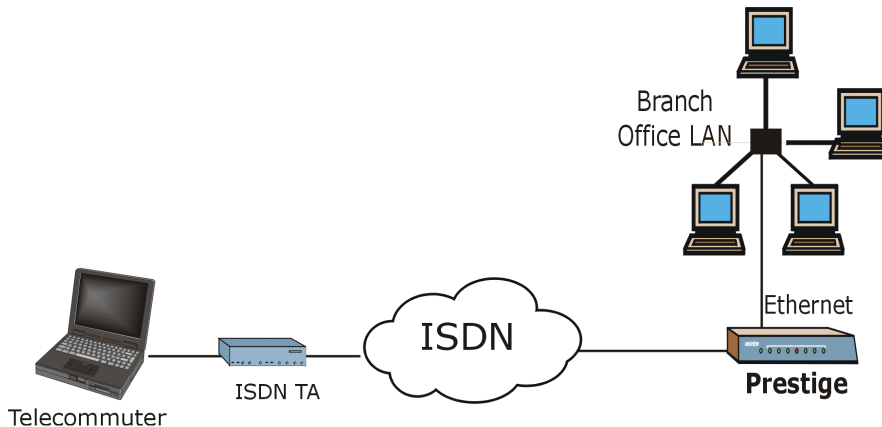 Branch
Office LAN
Ethernet
ISDN
Prestige
ISDN TA
Telecommuter